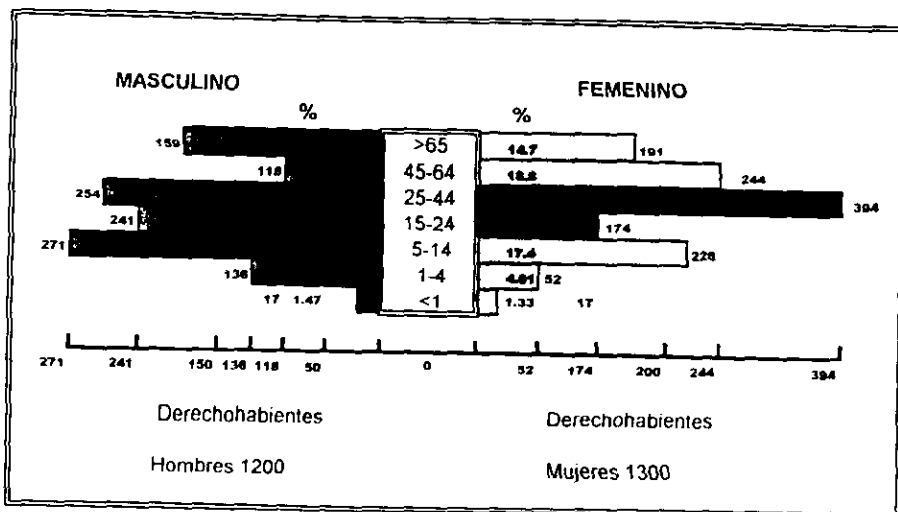 MASCULINO FEMENINO
% %
159 >65 14.7 191
118 45-64 18.8 244
254 25-44 394
241 15-24 174
271 5-14 17.4 226
136 1-4 4.01 52
17 1.47 <1 1.33 17
271 241 150 136 118 50 0 52 174 200 244 394
Derechohabientes Derechohabientes
Hombres 1200 Mujeres 1300